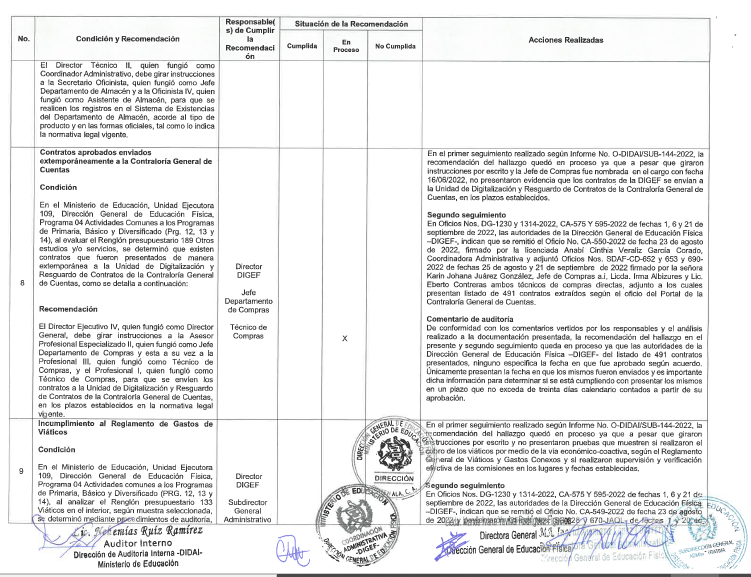 No.
Condición y Recomendación
Responsable(
s) de Cumplir
la
Recomendaci
ón
Situación de la Recomendación
Cumplida
En
Proceso
No Cumplida
Acciones Realizadas
El Director Técnico II, quien fungió como
Coordinador Administrativo, debe girar instrucciones
a la Secretario Oficinista, quien fungió como Jefe
Departamento de Almacén y a la Oficinista IV, quien
fungió como Asistente de Almacén, para que se
realicen los registros en el Sistema de Existencias
del Departamento de Almacén, acorde al tipo de
producto y en las formas oficiales, tal como lo indica
la normativa legal vigente.
8
Contratos aprobados enviados
extemporáneamente a la Contraloría General de
Cuentas
Condición
En el Ministerio de Educación, Unidad Ejecutora
109, Dirección General de Educación Física,
Programa 04 Actividades Comunes a los Programas
de Primaria, Básico y Diversificado (Prg. 12, 13 y
14), al evaluar el Renglón presupuestario 189 Otros
estudios y/o servicios, se determinó que existen
contratos que fueron presentados de manera
extemporánea a la Unidad de Digitalización y
Resguardo de Contratos de la Contraloría General
de Cuentas, como se detalla a continuación:
Recomendación
El Director Ejecutivo IV, quien fungió como Director
General, debe girar instrucciones a la Asesor
Profesional Especializado II, quien fungió como Jefe
Departamento de Compras y esta a su vez a la
Profesional III, quien fungió como Técnico de
Compras, y el Profesional I, quien fungió como
Técnico de Compras, para que se envíen los
contratos a la Unidad de Digitalización y Resguardo
de Contratos de la Contraloría General de Cuentas,
en los plazos establecidos en la normativa legal
vigente.
Director
DIGEF
Jefe
Departamento
de Compras
Técnico de
Compras
X
En el primer seguimiento realizado según Informe No. O-DIDAI/SUB-144-2022, la
recomendación del hallazgo quedó en proceso ya que a pesar que giraron
instrucciones por escrito y la Jefe de Compras fue nombrada en el cargo con fecha
16/06/2022, no presentaron evidencia que los contratos de la DIGEF se envían a
la Unidad de Digitalización y Resguardo de Contratos de la Contraloría General de
Cuentas, en los plazos establecidos.
Segundo seguimiento
En Oficios Nos. DG-1230 y 1314-2022, CA-575 Y 595-2022 de fechas 1, 6 y 21 de
septiembre de 2022, las autoridades de la Dirección General de Educación Física
–DIGEF-, indican que se remitió el Oficio No. CA-550-2022 de fecha 23 de agosto
de 2022, firmado por la licenciada Anabí Cinthia Veraliz García Corado,
Coordinadora Administrativa y adjuntó Oficios Nos. SDAF-CD-652 y 653 y 690-
2022 de fechas 25 de agosto y 21 de septiembre de 2022 firmado por la señora
Karin Johana Juárez González, Jefe de Compras a.i, Licda. Irma Albizures y Lic.
Eberto Contreras ambos técnicos de compras directas, adjunto a los cuales
presentan listado de 491 contratos extraídos según el oficio del Portal de la
Contraloría General de Cuentas.
Comentario de auditoría
De conformidad con los comentarios vertidos por los responsables y el análisis
realizado a la documentación presentada, la recomendación del hallazgo en el
presente y segundo seguimiento queda en proceso ya que las autoridades de la
Dirección General de Educación Física –DIGEF- del listado de 491 contratos
presentados, ninguno especifica la fecha en que fue aprobado según acuerdo.
Únicamente presentan la fecha en que los mismos fueron enviados y es importante
dicha información para determinar si se está cumpliendo con presentar los mismos
en un plazo que no exceda de treinta días calendario contados a partir de su
aprobación.
9
Incumplimiento al Reglamento de Gastos de
Viáticos
Condición
En el Ministerio de Educación, Unidad Ejecutora
109, Dirección General de Educación Física,
Programa 04 Actividades Comunes a los Programas
de Primaria, Básico y Diversificado (PRG. 12, 13 y
14), al analizar el Renglón presupuestario 133
Viáticos en el interior, según muestra seleccionada,
se determinó mediante procedimientos de auditoría,
Director
DIGEF
Subdirector
General
Administrativo
En el primer seguimiento realizado según Informe No. O-DIDAI/SUB-144-2022, la
recomendación del hallazgo quedó en proceso ya que a pesar que giraron
instrucciones por escrito y no presentaron pruebas que muestren si realizaron el
cobro de los viáticos por medio de la vía económico-coactiva, según el Reglamento
General de Viáticos y Gastos Conexos y si realizaron supervisión y verificación
efectiva de las comisiones en los lugares y fechas establecidas.
Segundo seguimiento
En Oficios Nos. DG-1230 y 1314-2022, CA-575 Y 595-2022 de fechas 1, 6 y 21 de
septiembre de 2022, las autoridades de la Dirección General de Educación Física
–DIGEF-, indican que se remitió el Oficio No. CA-549-2022 de fecha 23 de agosto
DIRECCIÓN
COORDINACIÓN
ADMINISTRATIVA
-DIGEF-
Lic. Nehemías Ruiz Ramírez
Auditor Interno
Dirección de Auditoría Interna -DIDAI-
Ministerio de Educación
Directora General
Dirección General de Educación Física